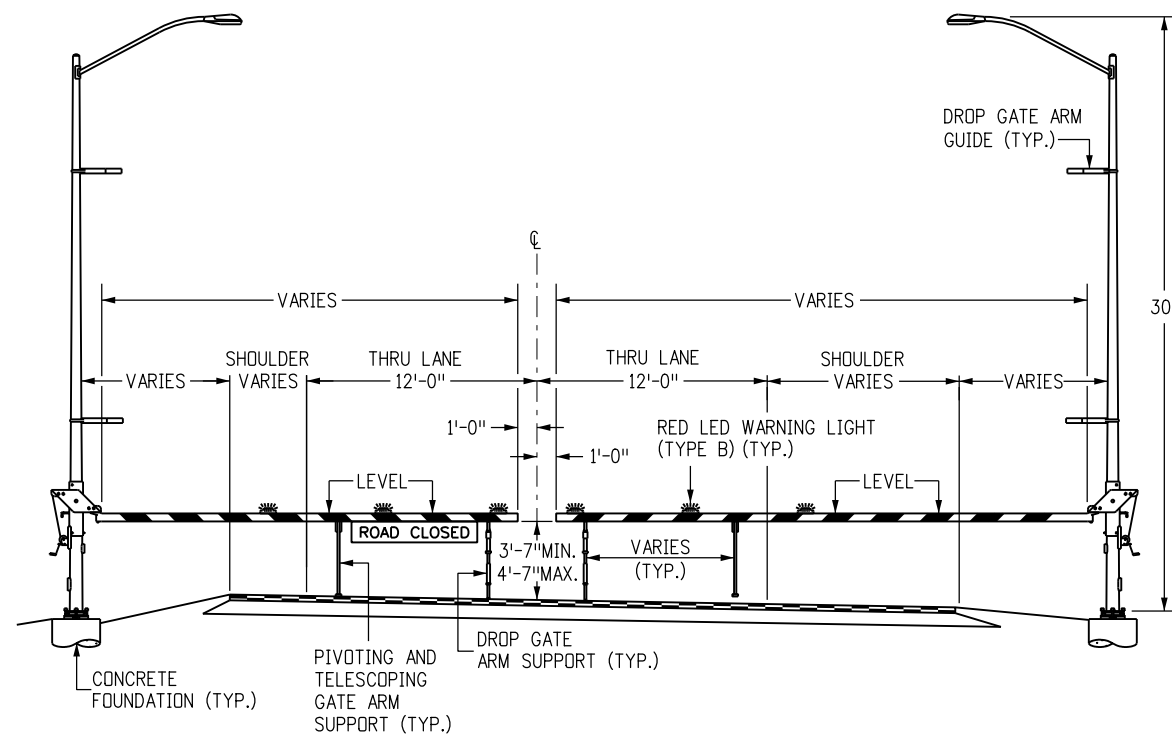 DROP GATE ARM
GUIDE (TYP.)
℄
VARIES
VARIES
30
SHOULDER
THRU LANE
THRU LANE
SHOULDER
VARIES
VARIES
12'-0"
12'-0"
VARIES
VARIES
1'-0"
RED LED WARNING LIGHT
(TYPE B) (TYP.)
1'-0"
LEVEL
LEVEL
ROAD CLOSED
3'-7"MIN.
4'-7"MAX.
VARIES
(TYP.)
DROP GATE
ARM SUPPORT (TYP.)
PIVOTING AND
TELESCOPING
GATE ARM
SUPPORT (TYP.)
CONCRETE
FOUNDATION (TYP.)